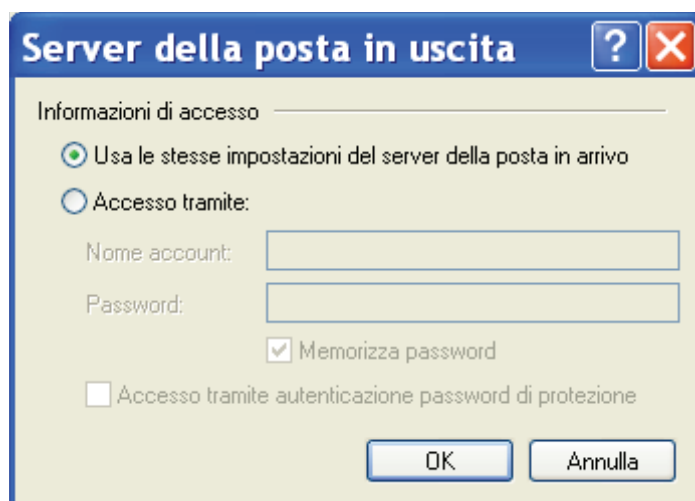 Server della posta in uscita
Informazioni di accesso
Usa le stesse impostazioni del server della posta in arrivo
Accesso tramite:
Nome account:
Password:
Memorizza password
Accesso tramite autenticazione password di protezione
OK Annulla